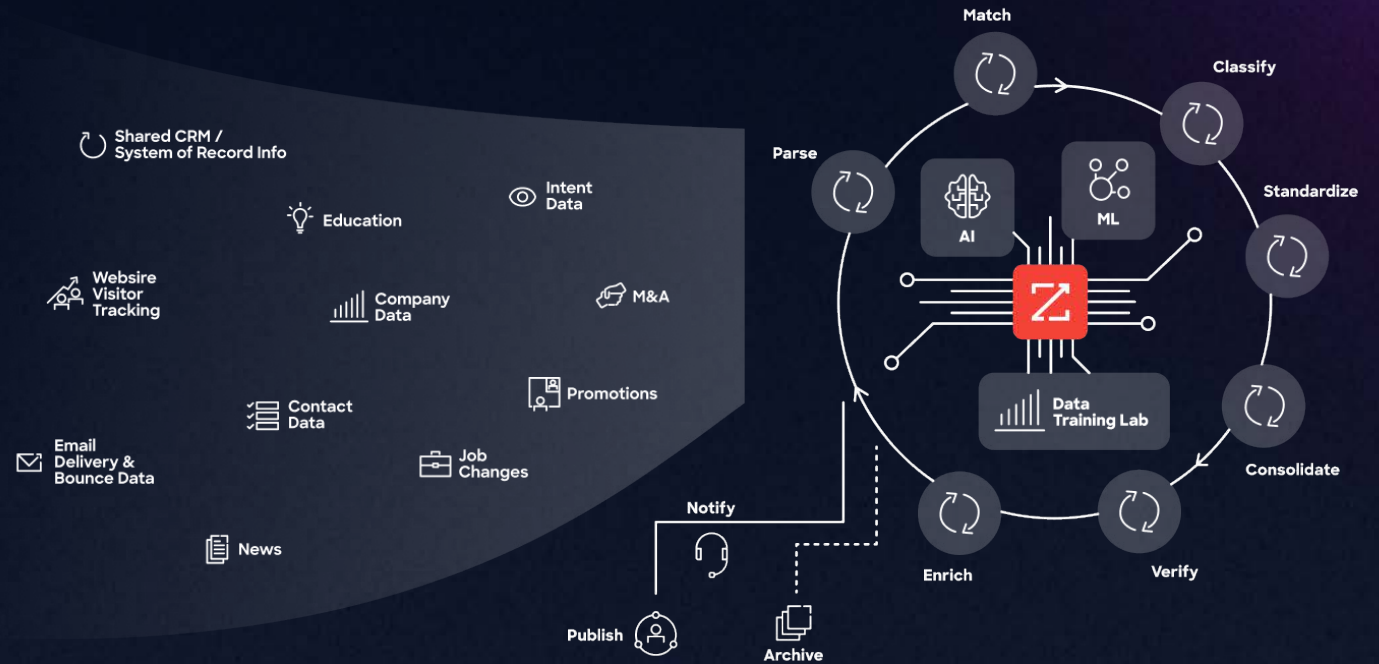 Shared CRM /
System of Record Info
Education
Intent
Data
Websire
Visitor
Tracking
Company
Data
M&A
Contact
Data
Promotions
Email
Delivery &
Bounce Data
Job
Changes
News
Match
Classify
Parse
Standardize
AI
ML
Data
Training Lab
Consolidate
Verify
Enrich
Notify
Publish
Archive